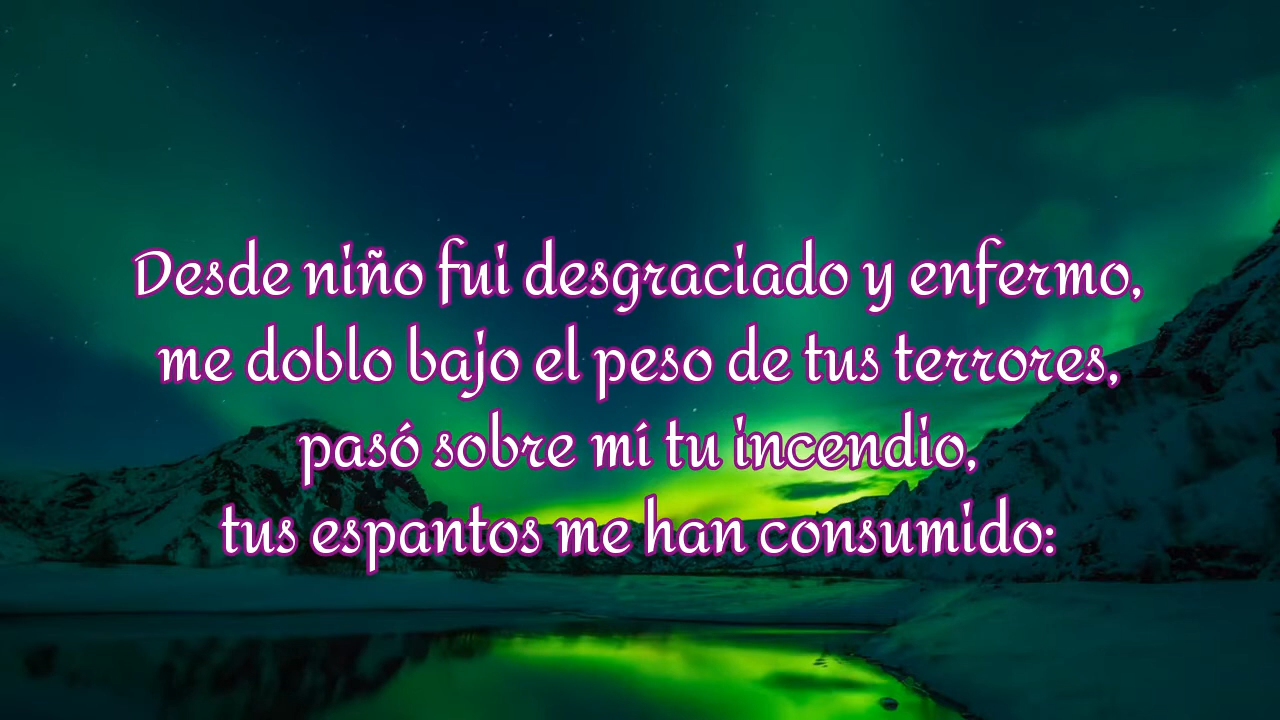 Desde niño fui desgraciado y enfermo,
me doblo bajo el peso de tus terrores,
pasó sobre mí tu incendio,
tus espantos me han consumido: